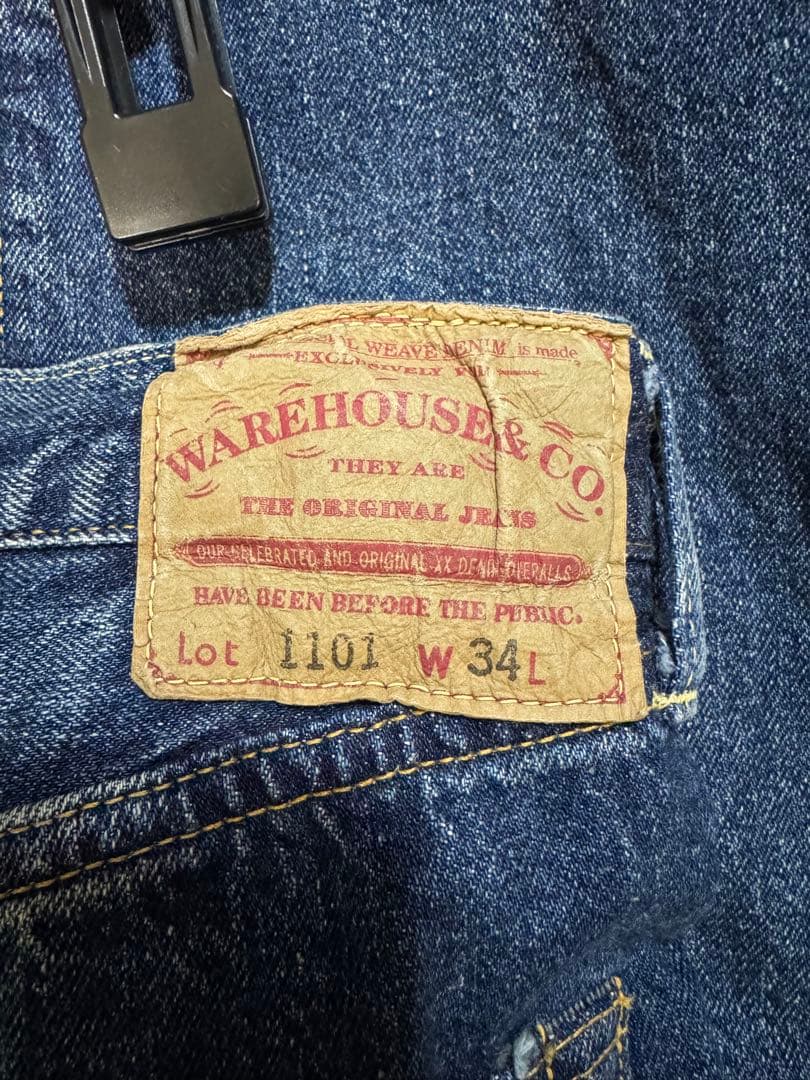 L WEAVE DENIM is made
EXCLUSIVELY
WAREHOUSE & CO.
THEY ARE
THE ORIGINAL JEANS
OUR CELEBRATED AND ORIGINAL XX DENIM OVERALLS
HAVE BEEN BEFORE THE PUBLIC.
Lot 1101 W 34 L